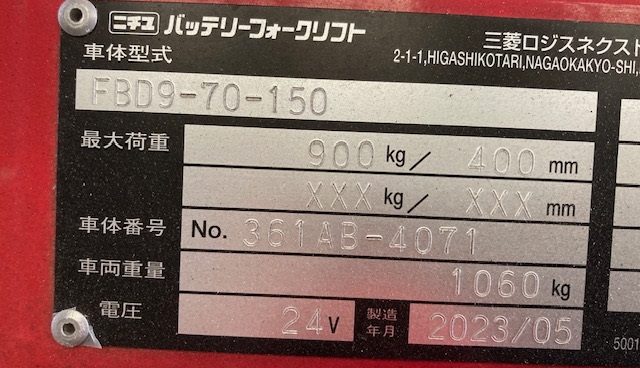 ニチユ バッテリーフォークリフト
三菱ロジスネクスト
2-1-1,HIGASHIKOTARI,NAGAOKAKYO-SHI,
車体型式
FBD9-70-150
最大荷重 900 kg/ 400 mm
XXX kg/ XXX mm
車体番号 No. 361AB-4071
車両重量 1060 kg
電圧 24 V 製造年月 2023/05
5001